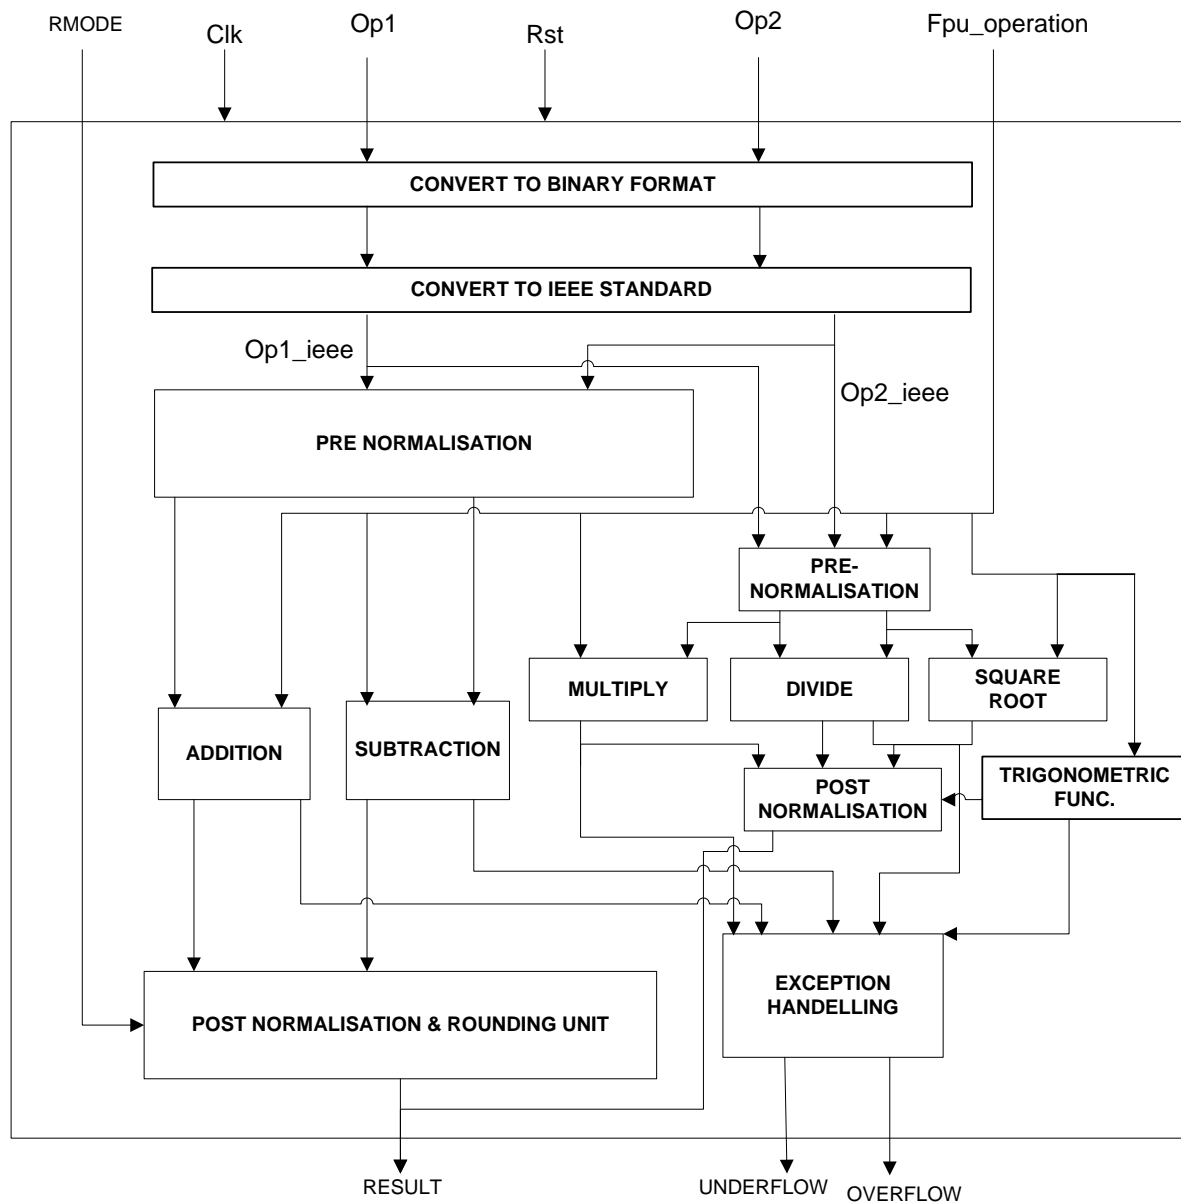 RMODE
Clk
Op1
Rst
Op2
Fpu_operation
CONVERT TO BINARY FORMAT
CONVERT TO IEEE STANDARD
Op1_ieee
Op2_ieee
PRE NORMALISATION
PRE-
NORMALISATION
MULTIPLY
DIVIDE
SQUARE
ROOT
ADDITION
SUBTRACTION
POST
NORMALISATION
TRIGONOMETRIC
FUNC.
EXCEPTION
HANDELLING
POST NORMALISATION & ROUNDING UNIT
RESULT
UNDERFLOW
OVERFLOW